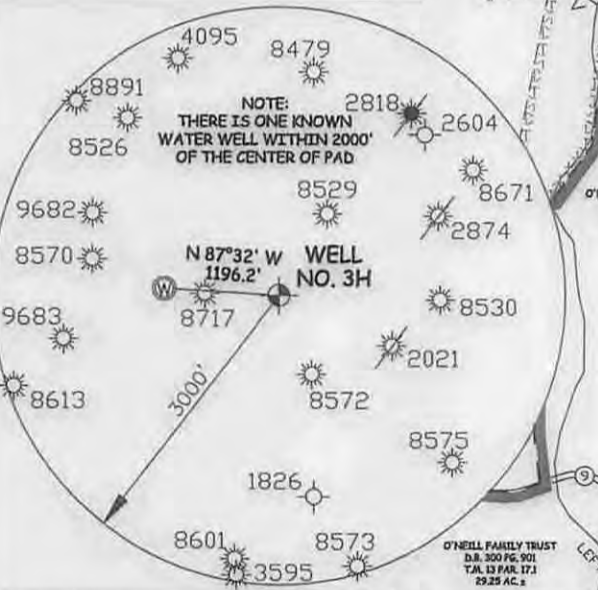 4095
8479
8891
8526
NOTE:
THERE IS ONE KNOWN
WATER WELL WITHIN 2000'
OF THE CENTER OF PAD
2818
2604
8671
9682
8529
2874
8570
N 87°32' W
1196.2'
WELL
NO. 3H
W
8717
8530
9683
2021
8613
3000'
8572
8575
1826
9
8601
8573
3595
O'NEILL FAMILY TRUST
D.B. 300 PG. 901
T.M. 13 PAR. 17.1
29.25 AC.±